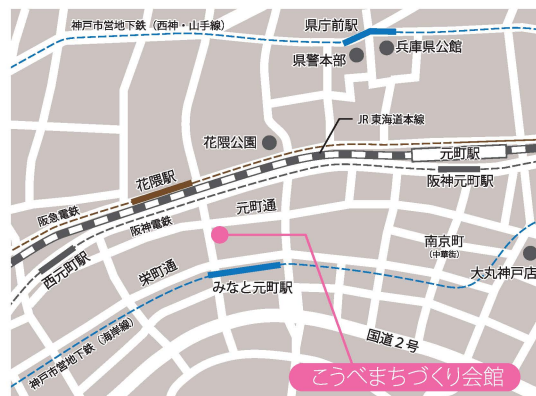 神戸市営地下鉄（西神・山手線）
県庁前駅
兵庫県公館
県警本部
JR東海道本線
花隈公園
元町駅
花隈駅
阪神元町駅
阪急電鉄
阪神電鉄
元町通
西元町駅
栄町通
南京町
（中華街）
大丸神戸店
みなと元町駅
神戸市営地下鉄（海岸線）
国道２号
こうべまちづくり会館